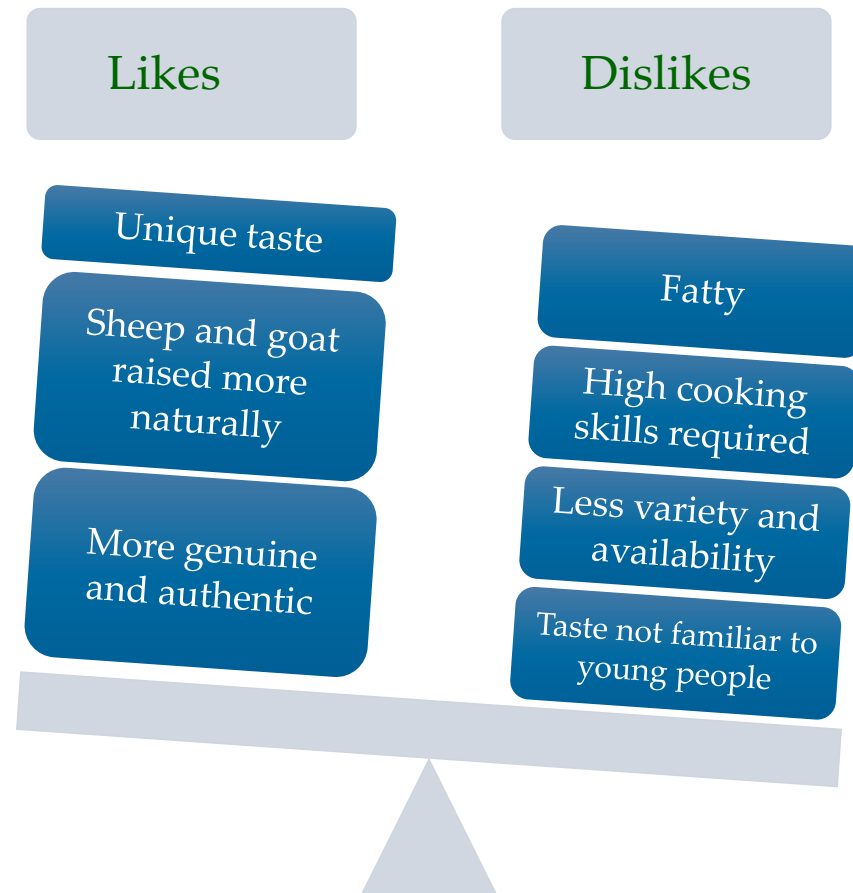 Likes
Unique taste
Sheep and goat
raised more
naturally
More genuine
and authentic
Dislikes
Fatty
High cooking
skills required
Less variety and
availability
Taste not familiar to
young people